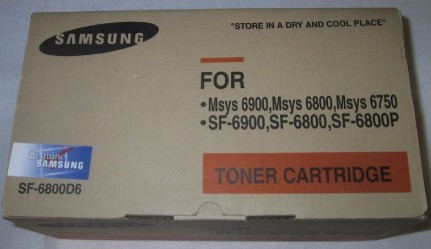 SAMSUNG
"STORE IN A DRY AND COOL PLACE"
FOR
•Msys 6900,Msys 6800,Msys 6750
•SF-6900,SF-6800,SF-6800P
Genuine
SAMSUNG
SF-6800D6
TONER CARTRIDGE